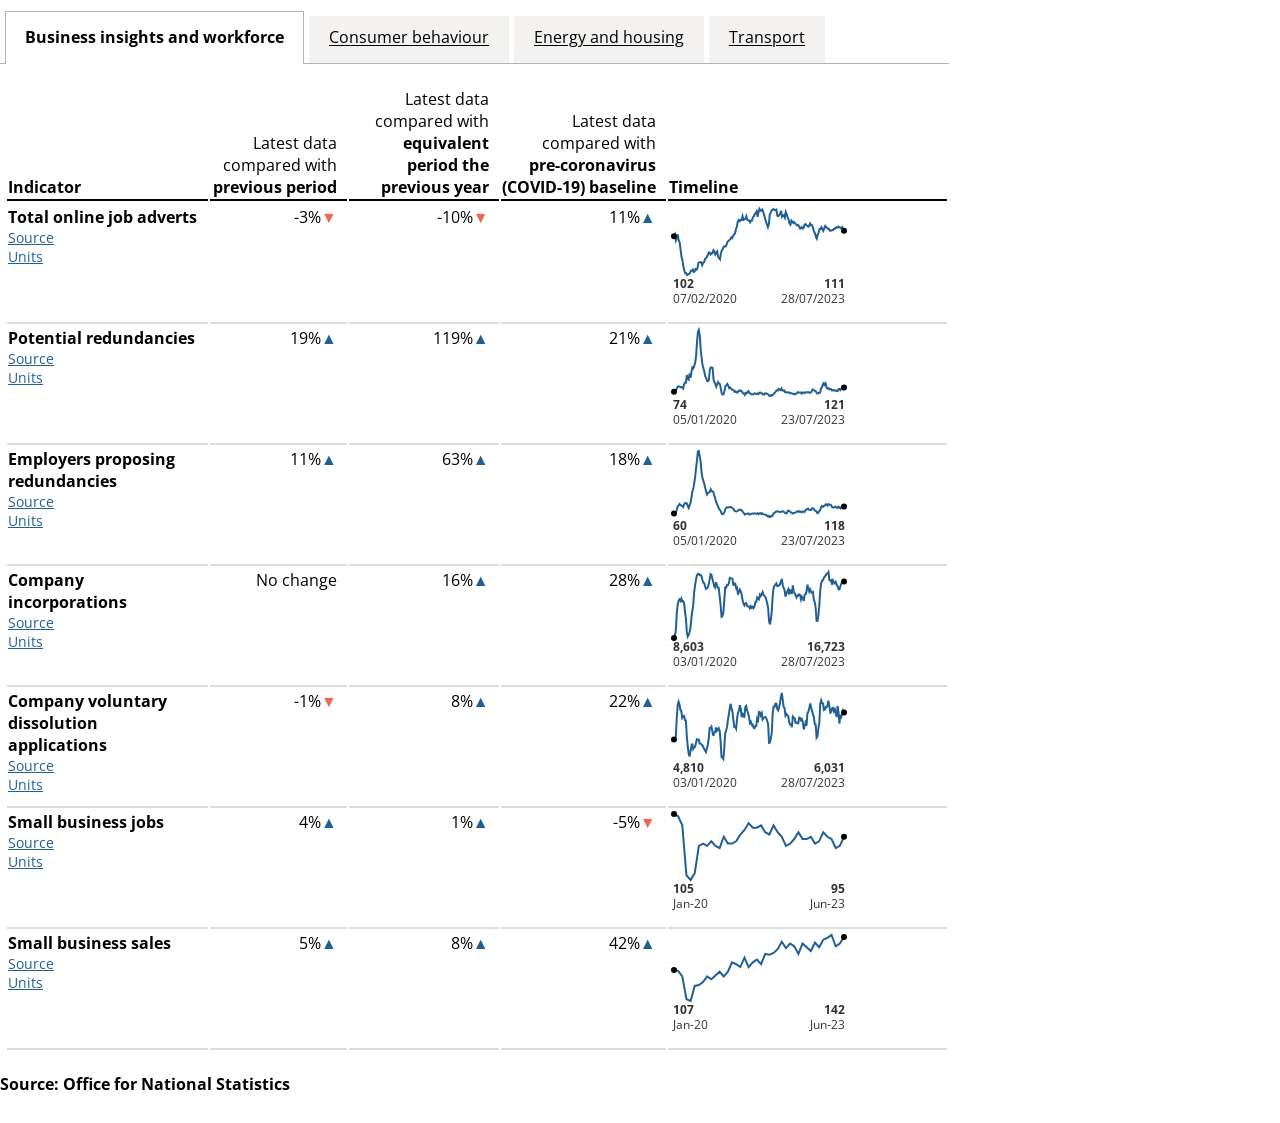 Business insights and workforce
Consumer behaviour
Energy and housing
Transport
Indicator
Latest data
compared with
previous period
Latest data
compared with
equivalent
period the
previous year
Latest data
compared with
pre-coronavirus
(COVID-19) baseline
Timeline
Total online job adverts
Source
Units
-3%▼
-10%▼
11%▲
102
07/02/2020
111
28/07/2023
Potential redundancies
Source
Units
19%▲
119%▲
21%▲
74
05/01/2020
121
23/07/2023
Employers proposing
redundancies
Source
Units
11%▲
63%▲
18%▲
60
05/01/2020
118
23/07/2023
Company
incorporations
Source
Units
No change
16%▲
28%▲
8,603
03/01/2020
16,723
28/07/2023
Company voluntary
dissolution
applications
Source
Units
-1%▼
8%▲
22%▲
4,810
03/01/2020
6,031
28/07/2023
Small business jobs
Source
Units
4%▲
1%▲
-5%▼
105
Jan-20
95
Jun-23
Small business sales
Source
Units
5%▲
8%▲
42%▲
107
Jan-20
142
Jun-23
Source: Office for National Statistics